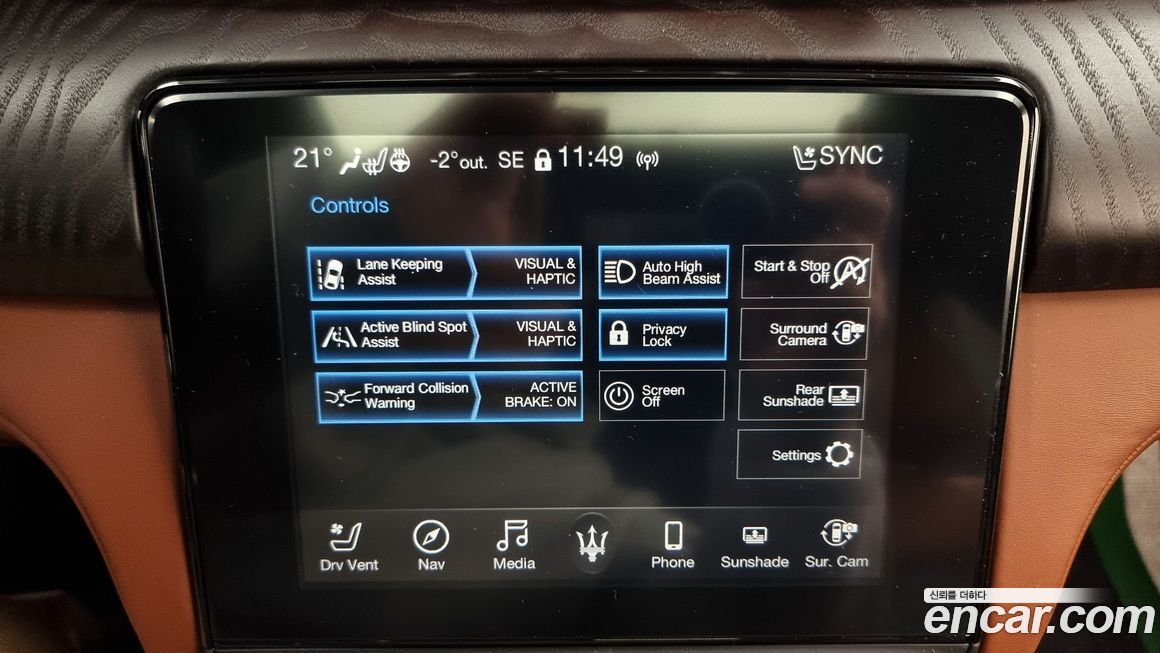 21° -2°out. SE 11:49 SYNC
Controls
Lane Keeping
Assist
VISUAL &
HAPTIC
Auto High
Beam Assist
Start & Stop
Off
Active Blind Spot
Assist
VISUAL &
HAPTIC
Privacy
Lock
Surround
Camera
Forward Collision
Warning
ACTIVE
BRAKE: ON
Screen
Off
Rear
Sunshade
Settings
Drv Vent Nav Media Phone Sunshade Sur. Cam
신뢰를 더하다
encar.com